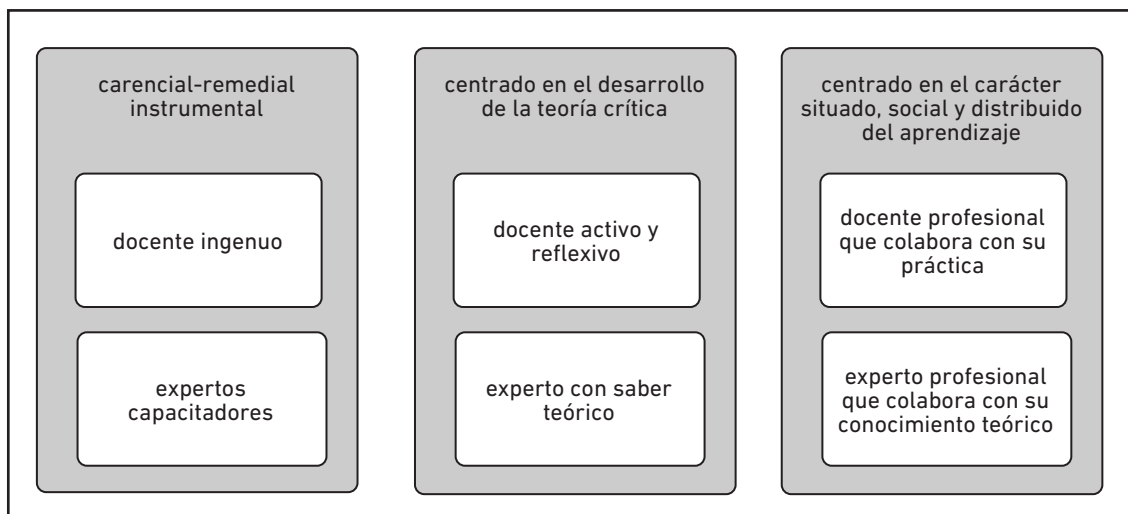 carencial-remedial
instrumental
docente ingenuo
expertos
capacitadores
centrado en el desarrollo
de la teoría crítica
docente activo y
reflexivo
experto con saber
teórico
centrado en el carácter
situado, social y distribuido
del aprendizaje
docente profesional
que colabora con su
práctica
experto profesional
que colabora con su
conocimiento teórico